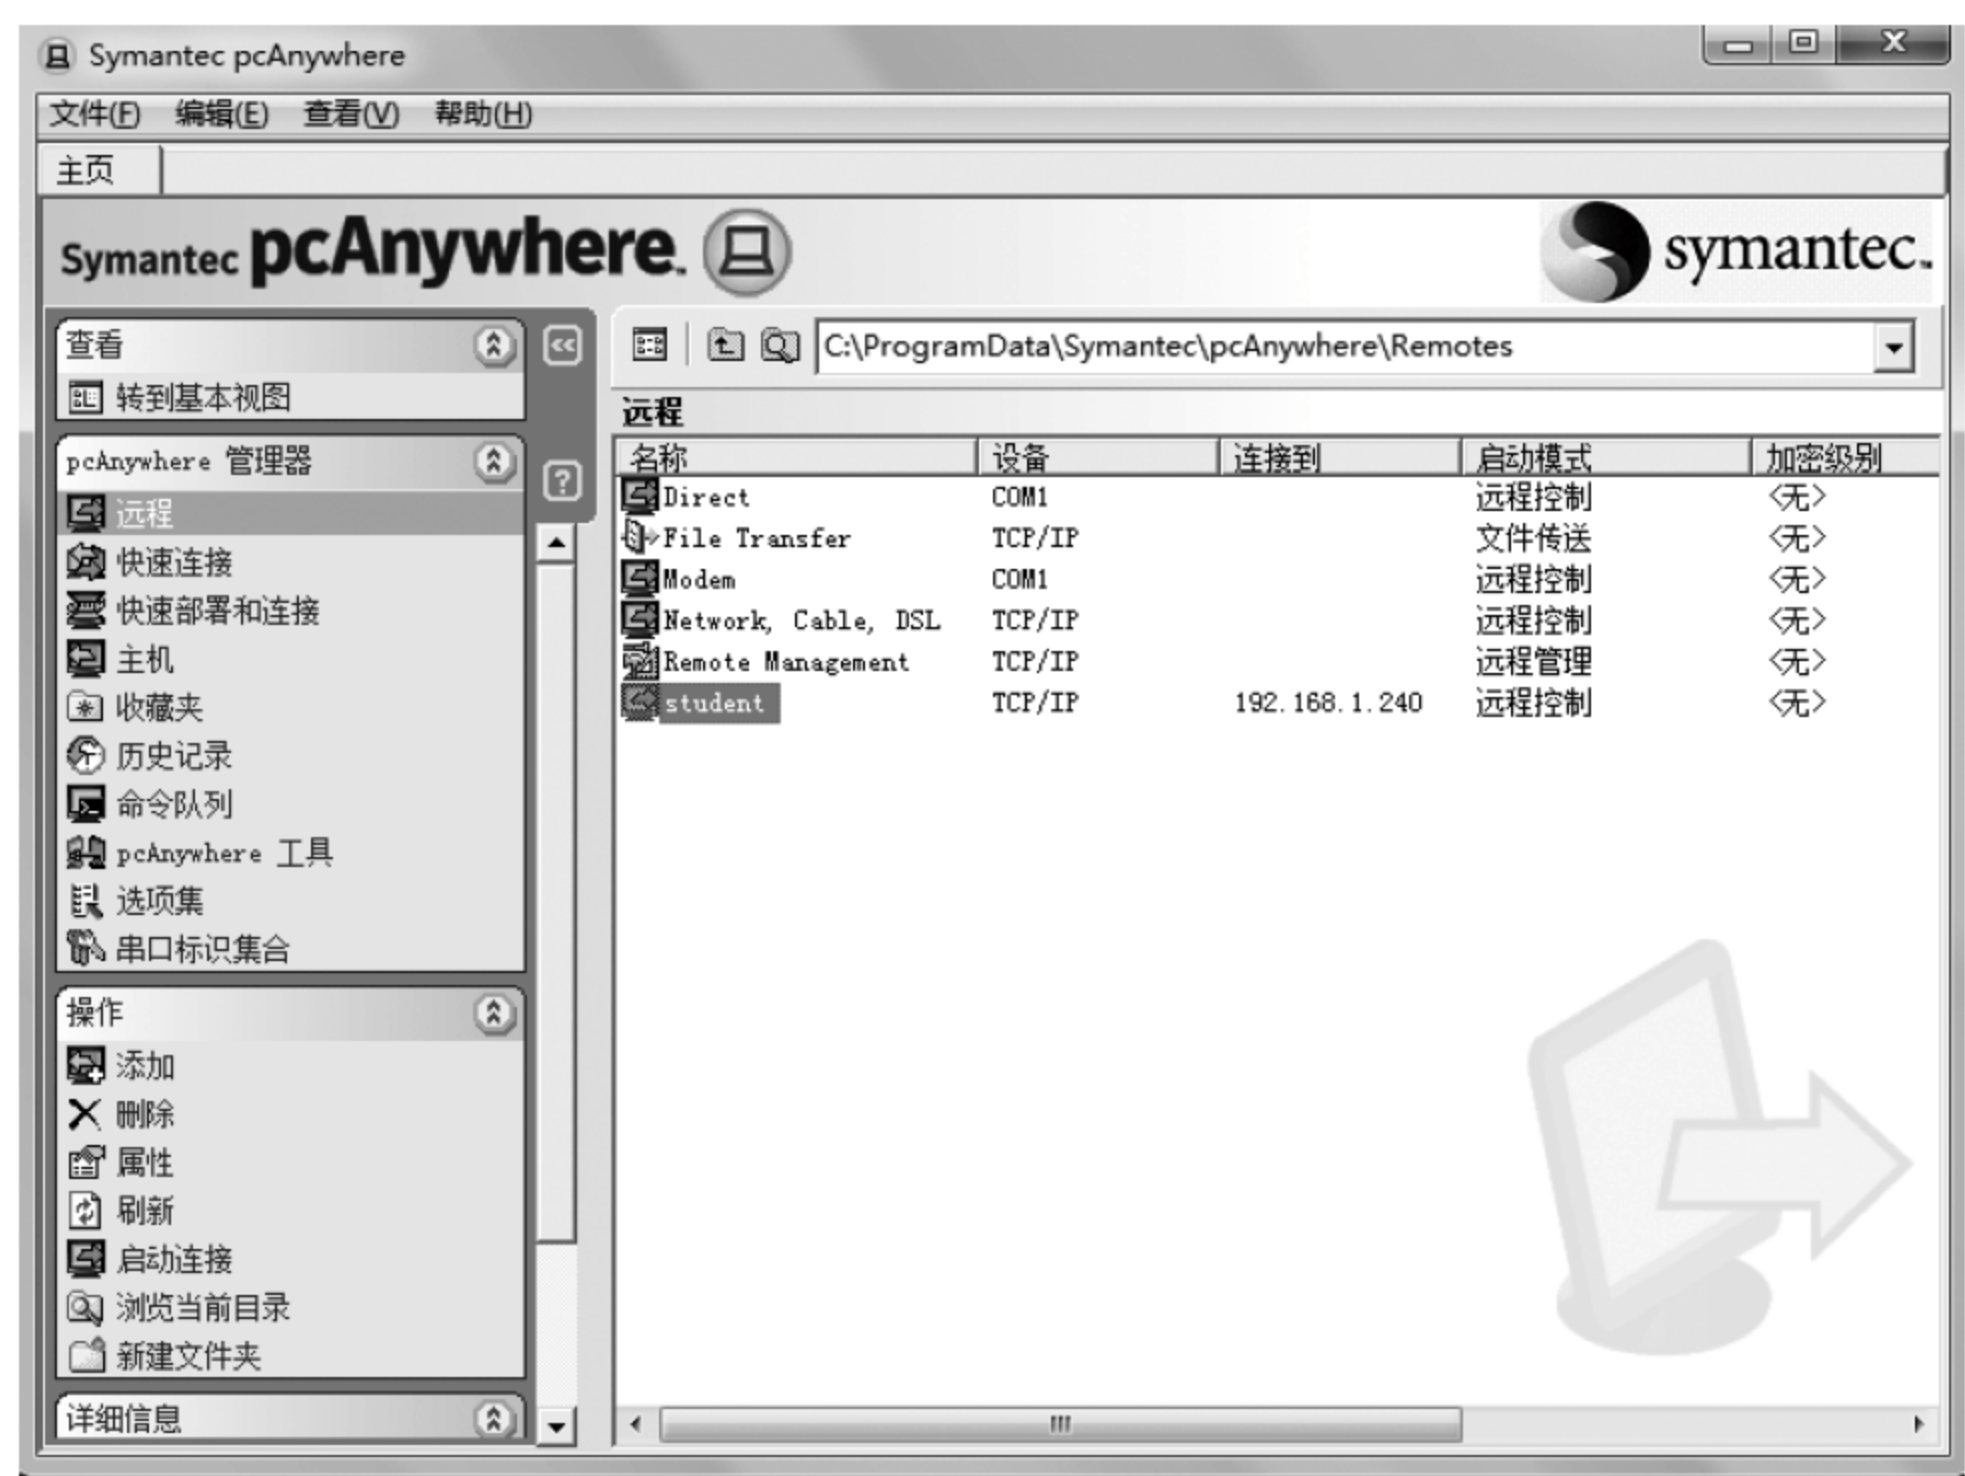 Symantec pcAnywhere
文件(F) 编辑(E) 查看(V) 帮助(H)
主页
Symantec pcAnywhere.
symantec.
查看
转到基本视图
pcAnywhere 管理器
远程
快速连接
快速部署和连接
主机
收藏夹
历史记录
命令队列
pcAnywhere 工具
选项集
串口标识集合
操作
添加
删除
属性
刷新
启动连接
浏览当前目录
新建文件夹
详细信息
C:\ProgramData\Symantec\pcAnywhere\Remotes
远程
名称 设备 连接到 启动模式 加密级别
Direct COM1 远程控制 <无>
File Transfer TCP/IP 文件传送 <无>
Modem COM1 远程控制 <无>
Network, Cable, DSL TCP/IP 远程控制 <无>
Remote Management TCP/IP 远程管理 <无>
student TCP/IP 192.168.1.240 远程控制 <无>